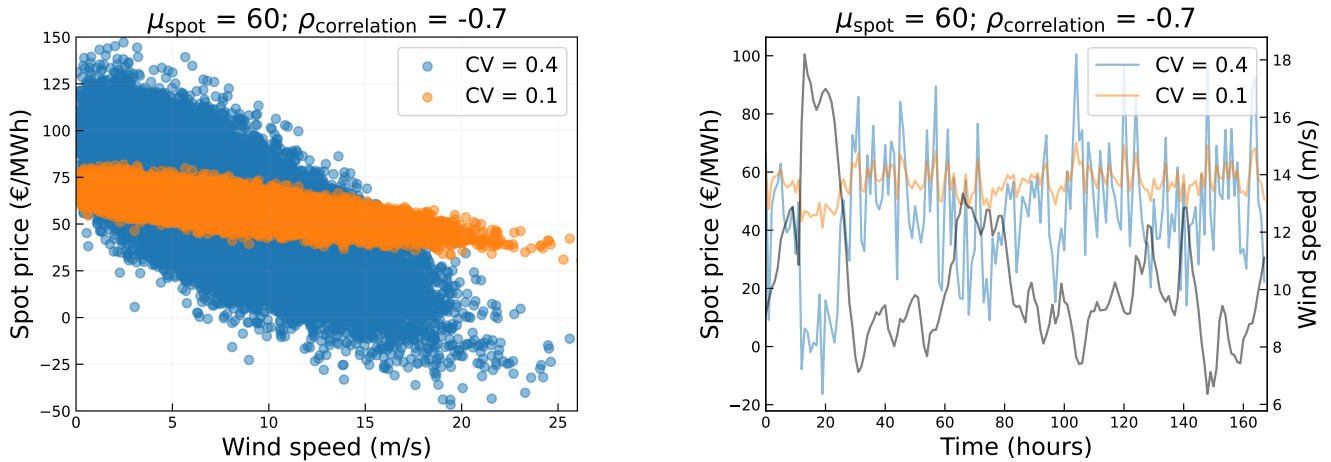 μspot = 60; ρcorrelation = -0.7
Spot price (€/MWh)
150
125
100
75
50
25
0
−25
−50
CV = 0.4
CV = 0.1
0 5 10 15 20 25
Wind speed (m/s)
μspot = 60; ρcorrelation = -0.7
Spot price (€/MWh)
100
80
60
40
20
0
−20
CV = 0.4
CV = 0.1
18
16
14
12
10
8
6
Wind speed (m/s)
0 20 40 60 80 100 120 140 160
Time (hours)